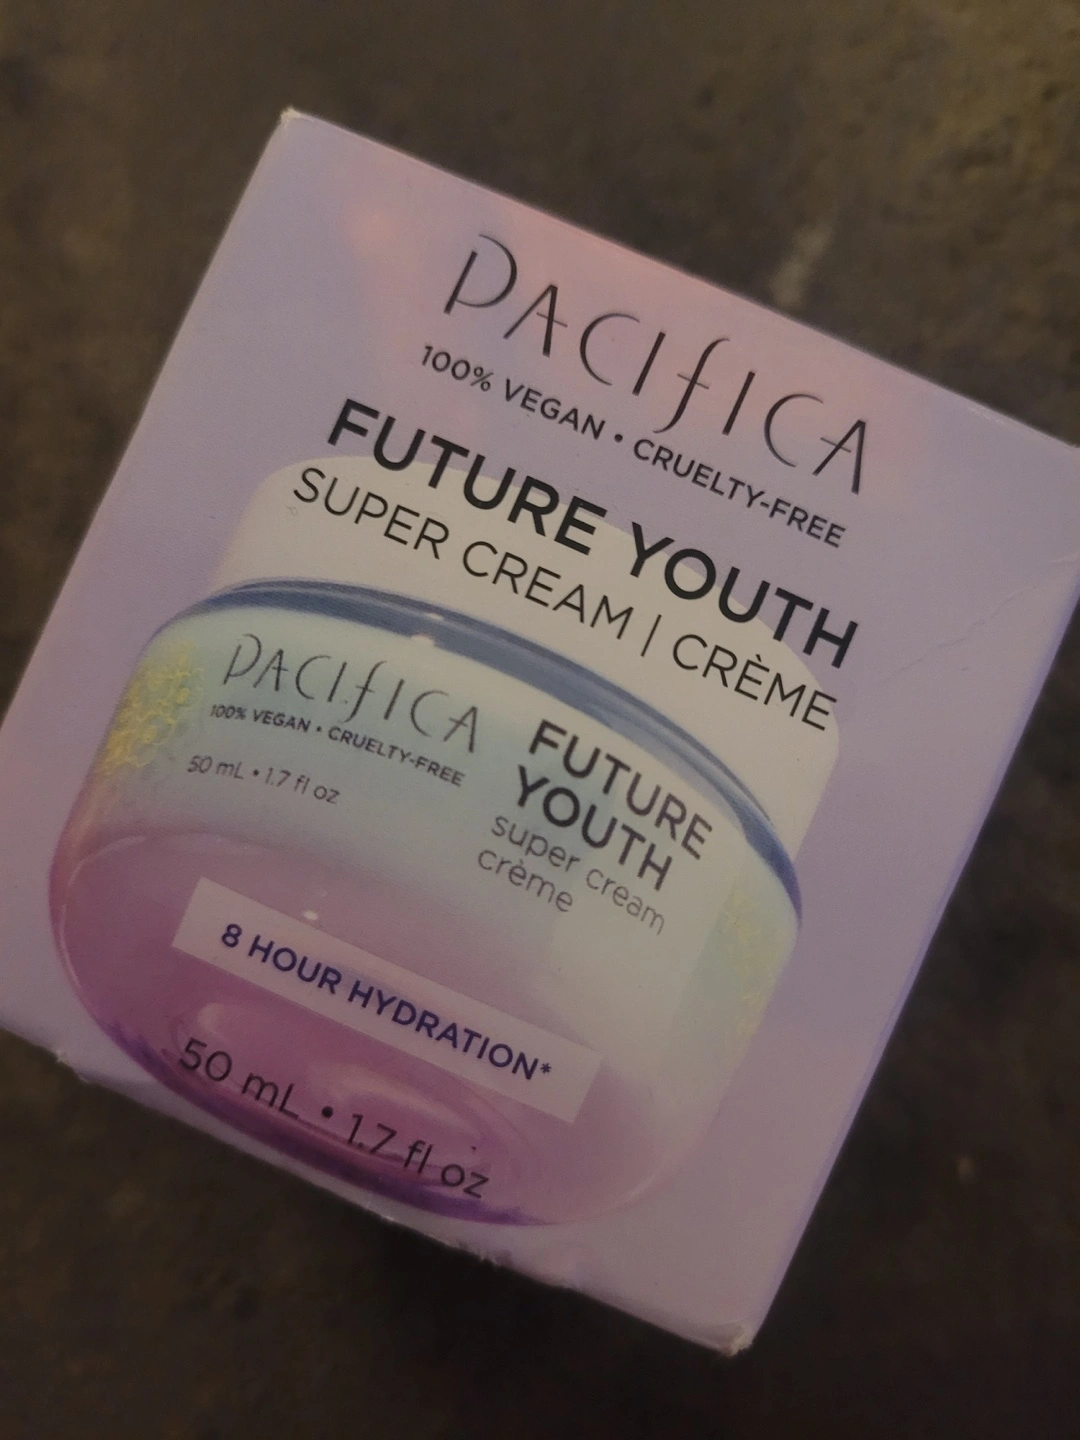 PACIFICA
100% VEGAN • CRUELTY-FREE
FUTURE YOUTH
SUPER CREAM | CRÈME
PACIFICA
100% VEGAN • CRUELTY-FREE
50 mL • 1.7 fl oz
FUTURE
YOUTH
super cream
crème
8 HOUR HYDRATION*
50 mL • 1.7 fl oz